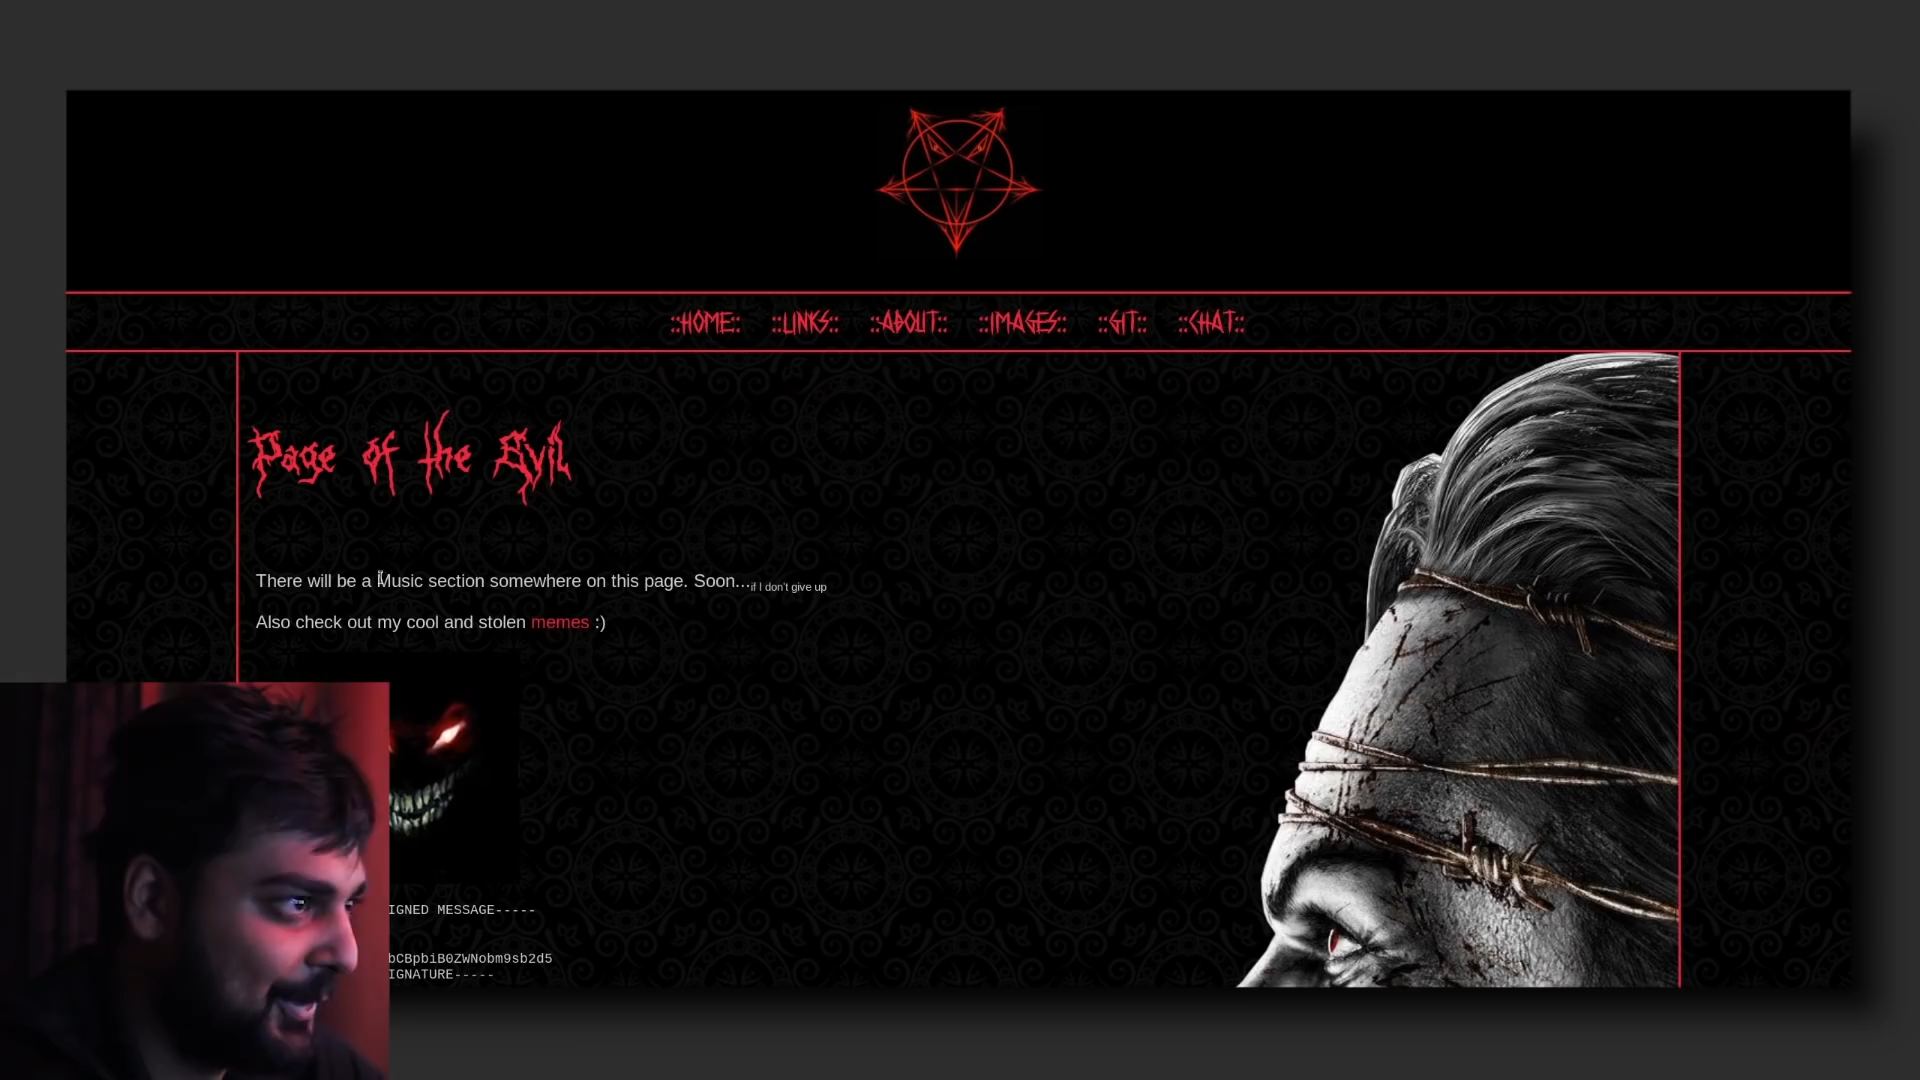 ::HOME:: ::LINKS:: ::ABOUT:: ::IMAGES:: ::GIT:: ::CHAT::
Page of the Evil
There will be a Music section somewhere on this page. Soon...if I don't give up
Also check out my cool and stolen memes :)
IGNED MESSAGE-----
bCBpbiB0ZWNobm9sb2d5
IGNATURE-----